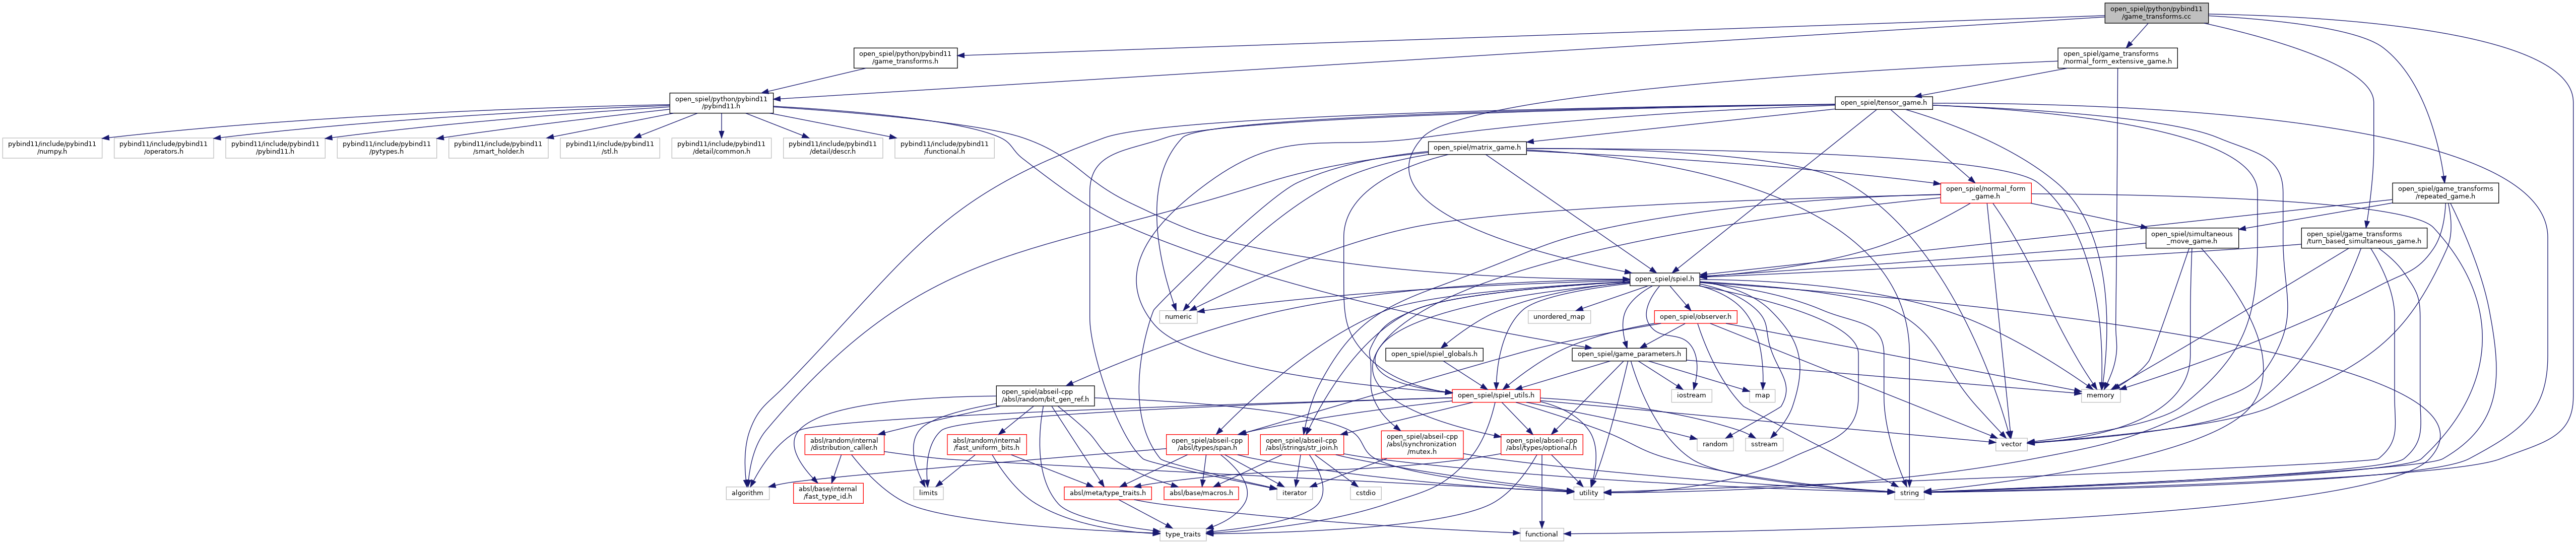 open_spiel/python/pybind11
/game_transforms.cc
open_spiel/python/pybind11
/game_transforms.h
open_spiel/game_transforms
/normal_form_extensive_game.h
open_spiel/python/pybind11
/pybind11.h
open_spiel/tensor_game.h
pybind11/include/pybind11
/numpy.h
pybind11/include/pybind11
/operators.h
pybind11/include/pybind11
/pybind11.h
pybind11/include/pybind11
/pytypes.h
pybind11/include/pybind11
/smart_holder.h
pybind11/include/pybind11
/stl.h
pybind11/include/pybind11
/detail/common.h
pybind11/include/pybind11
/detail/descr.h
pybind11/include/pybind11
/functional.h
open_spiel/matrix_game.h
open_spiel/normal_form
_game.h
open_spiel/game_transforms
/repeated_game.h
open_spiel/simultaneous
_move_game.h
open_spiel/game_transforms
/turn_based_simultaneous_game.h
open_spiel/spiel.h
numeric
unordered_map
open_spiel/observer.h
open_spiel/spiel_globals.h
open_spiel/game_parameters.h
open_spiel/abseil-cpp
/absl/random/bit_gen_ref.h
open_spiel/spiel_utils.h
iostream
map
memory
absl/random/internal
/distribution_caller.h
absl/random/internal
/fast_uniform_bits.h
open_spiel/abseil-cpp
/absl/types/span.h
open_spiel/abseil-cpp
/absl/strings/str_join.h
open_spiel/abseil-cpp
/absl/synchronization
/mutex.h
open_spiel/abseil-cpp
/absl/types/optional.h
random
sstream
vector
algorithm
absl/base/internal
/fast_type_id.h
limits
absl/meta/type_traits.h
absl/base/macros.h
iterator
cstdio
utility
string
type_traits
functional